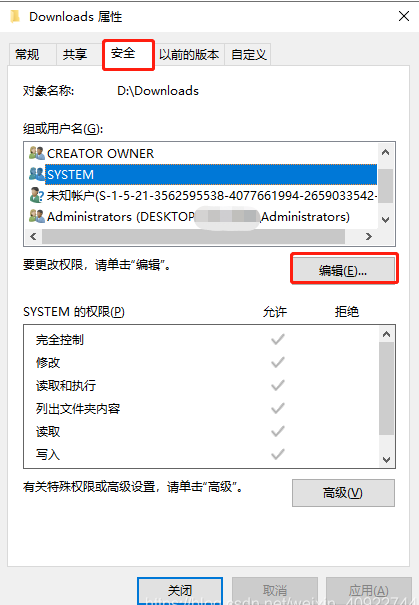 Downloads 属性
常规 共享 安全 以前的版本 自定义
对象名称: D:\Downloads
组或用户名(G):
CREATOR OWNER
SYSTEM
未知帐户(S-1-5-21-3562595538-4077661994-2659033542-
Administrators (DESKTOP Administrators)
要更改权限，请单击“编辑”。
编辑(E)...
SYSTEM 的权限(P) 允许 拒绝
完全控制
修改
读取和执行
列出文件夹内容
读取
写入
有关特殊权限或高级设置，请单击“高级”。
高级(V)
关闭 取消 应用(A)
https://blog.csdn.net/weixin_40922744